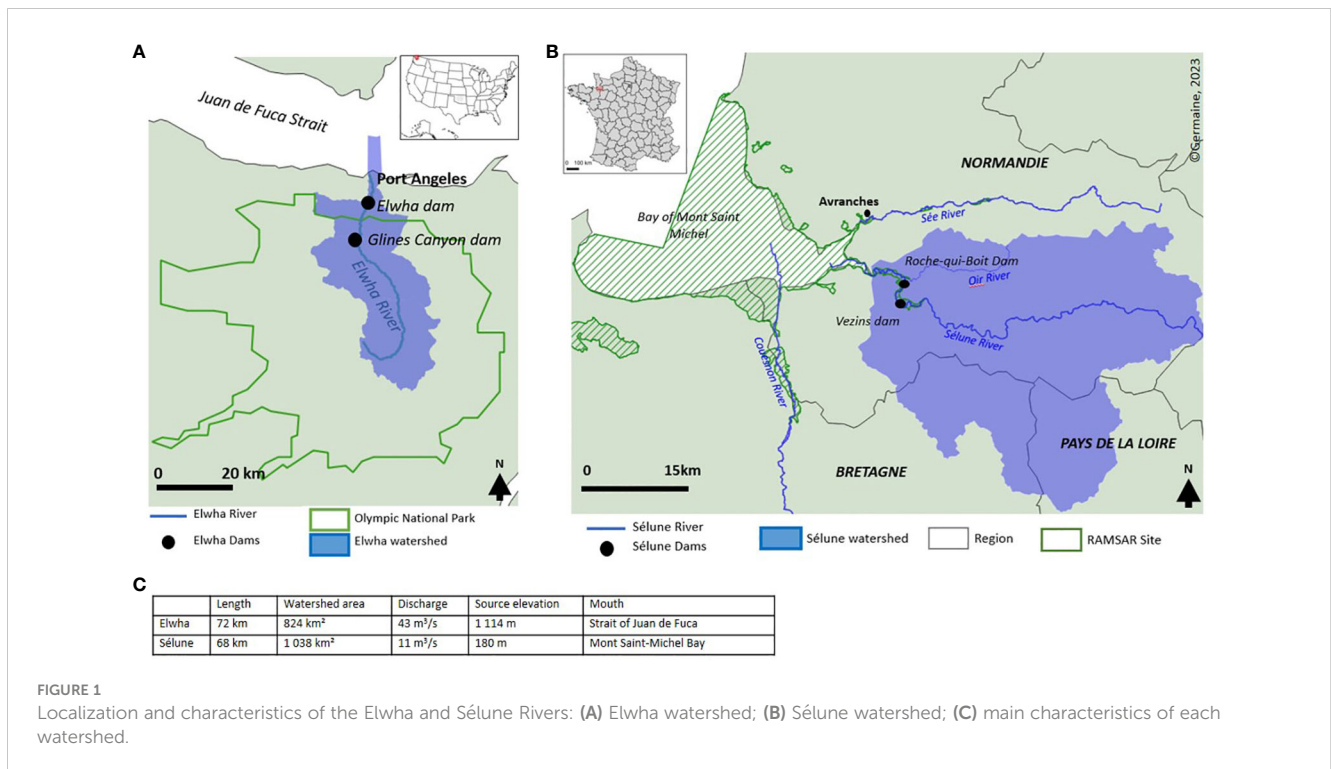 A
Juan de Fuca Strait
Port Angeles
Elwha dam
Glines Canyon dam
Elwha River
0 20 km
N
Elwha River
Olympic National Park
Elwha Dams
Elwha watershed
B
0 100 km
©Germaine, 2023
NORMANDIE
Avranches
Sée River
Bay of Mont Saint
Michel
Roche-qui-Boit Dam
Oir River
Vezins dam
Sélune River
Couesnon River
PAYS DE LA LOIRE
BRETAGNE
0 15km
N
Sélune River
Sélune Dams
Sélune watershed
Region
RAMSAR Site
C
Length Watershed area Discharge Source elevation Mouth
Elwha 72 km 824 km² 43 m³/s 1 114 m Strait of Juan de Fuca
Sélune 68 km 1 038 km² 11 m³/s 180 m Mont Saint-Michel Bay
FIGURE 1
Localization and characteristics of the Elwha and Sélune Rivers: (A) Elwha watershed; (B) Sélune watershed; (C) main characteristics of each
watershed.